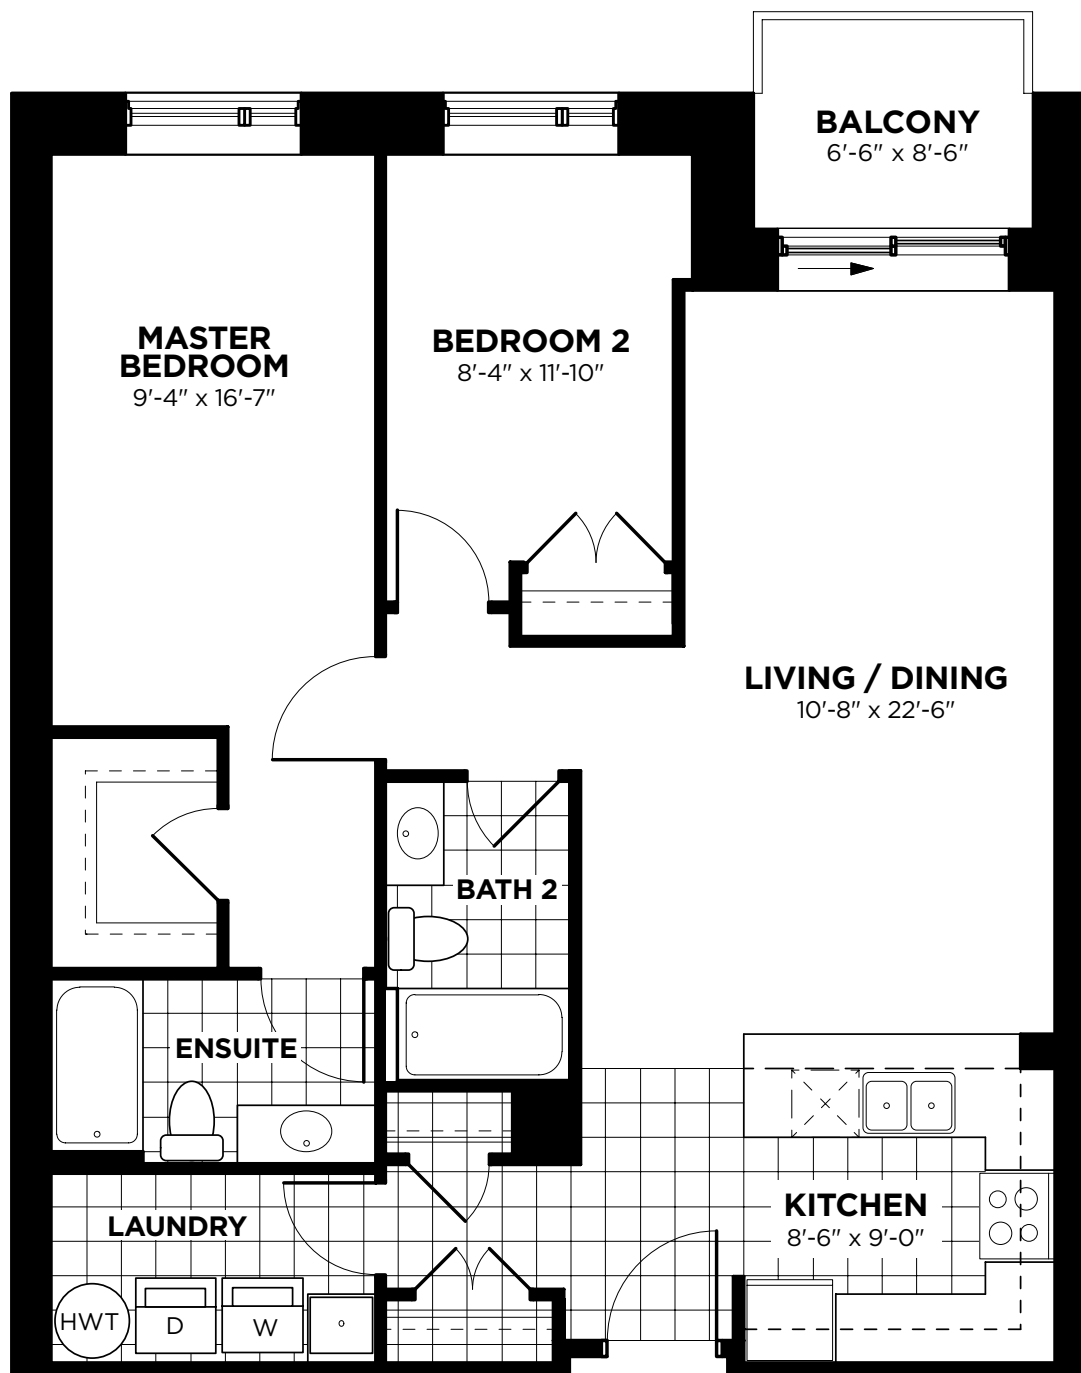 BALCONY
6'-6" x 8'-6"
MASTER
BEDROOM
9'-4" x 16'-7"
BEDROOM 2
8'-4" x 11'-10"
LIVING / DINING
10'-8" x 22'-6"
BATH 2
ENSUITE
KITCHEN
8'-6" x 9'-0"
LAUNDRY
HWT
D
W